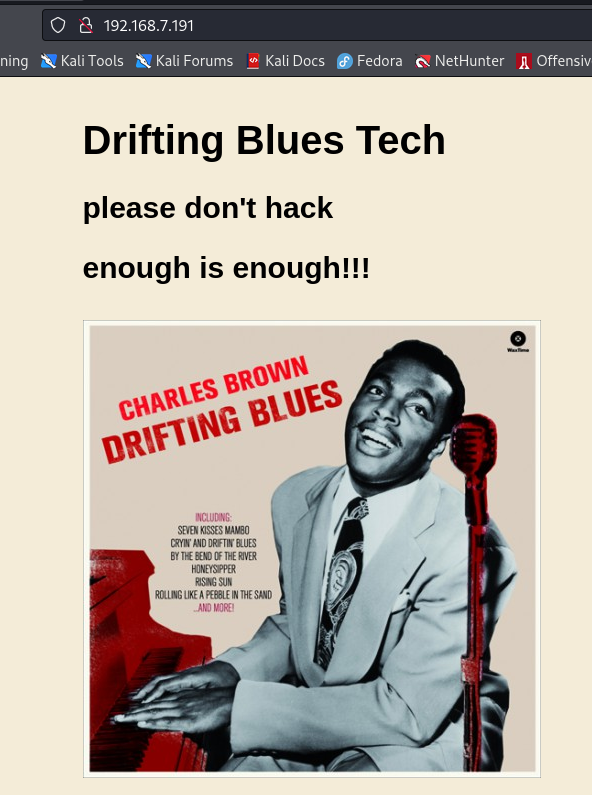 192.168.7.191
ning Kali Tools Kali Forums Kali Docs Fedora NetHunter Offensiv
Drifting Blues Tech
please don't hack
enough is enough!!!
WaxTime
CHARLES BROWN
DRIFTING BLUES
INCLUDING:
SEVEN KISSES MAMBO
CRYIN' AND DRIFTIN' BLUES
BY THE BEND OF THE RIVER
HONEYSIPPER
RISING SUN
ROLLING LIKE A PEBBLE IN THE SAND
...AND MORE!